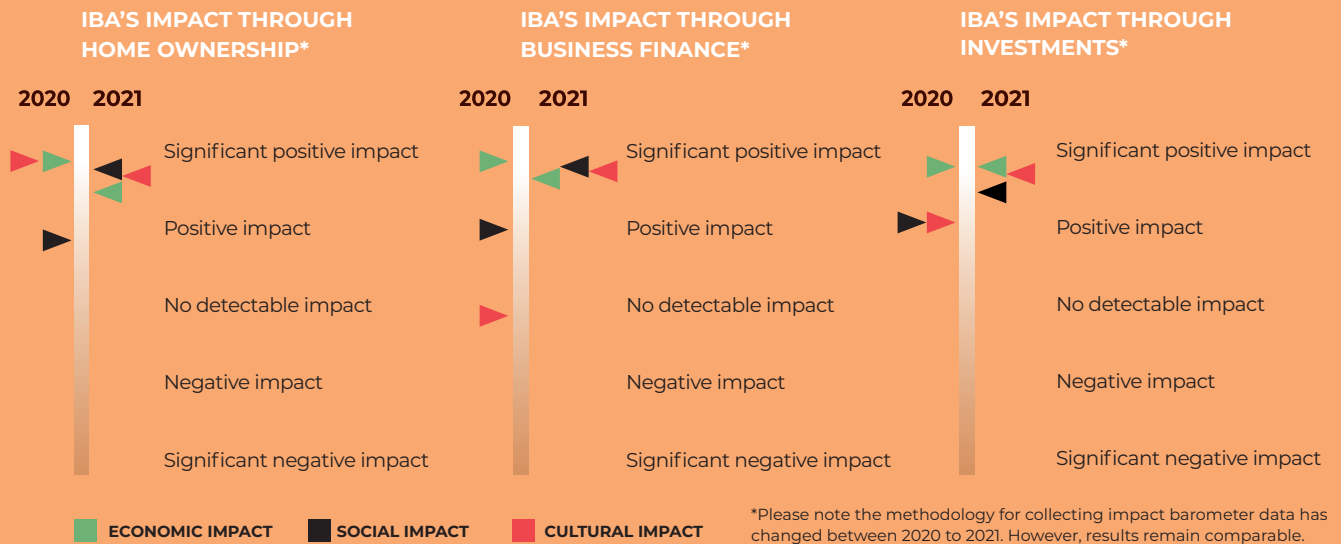 IBA'S IMPACT THROUGH
HOME OWNERSHIP*
2020 2021
Significant positive impact
Positive impact
No detectable impact
Negative impact
Significant negative impact
IBA'S IMPACT THROUGH
BUSINESS FINANCE*
2020 2021
Significant positive impact
Positive impact
No detectable impact
Negative impact
Significant negative impact
IBA'S IMPACT THROUGH
INVESTMENTS*
2020 2021
Significant positive impact
Positive impact
No detectable impact
Negative impact
Significant negative impact
ECONOMIC IMPACT SOCIAL IMPACT CULTURAL IMPACT
*Please note the methodology for collecting impact barometer data has
changed between 2020 to 2021. However, results remain comparable.